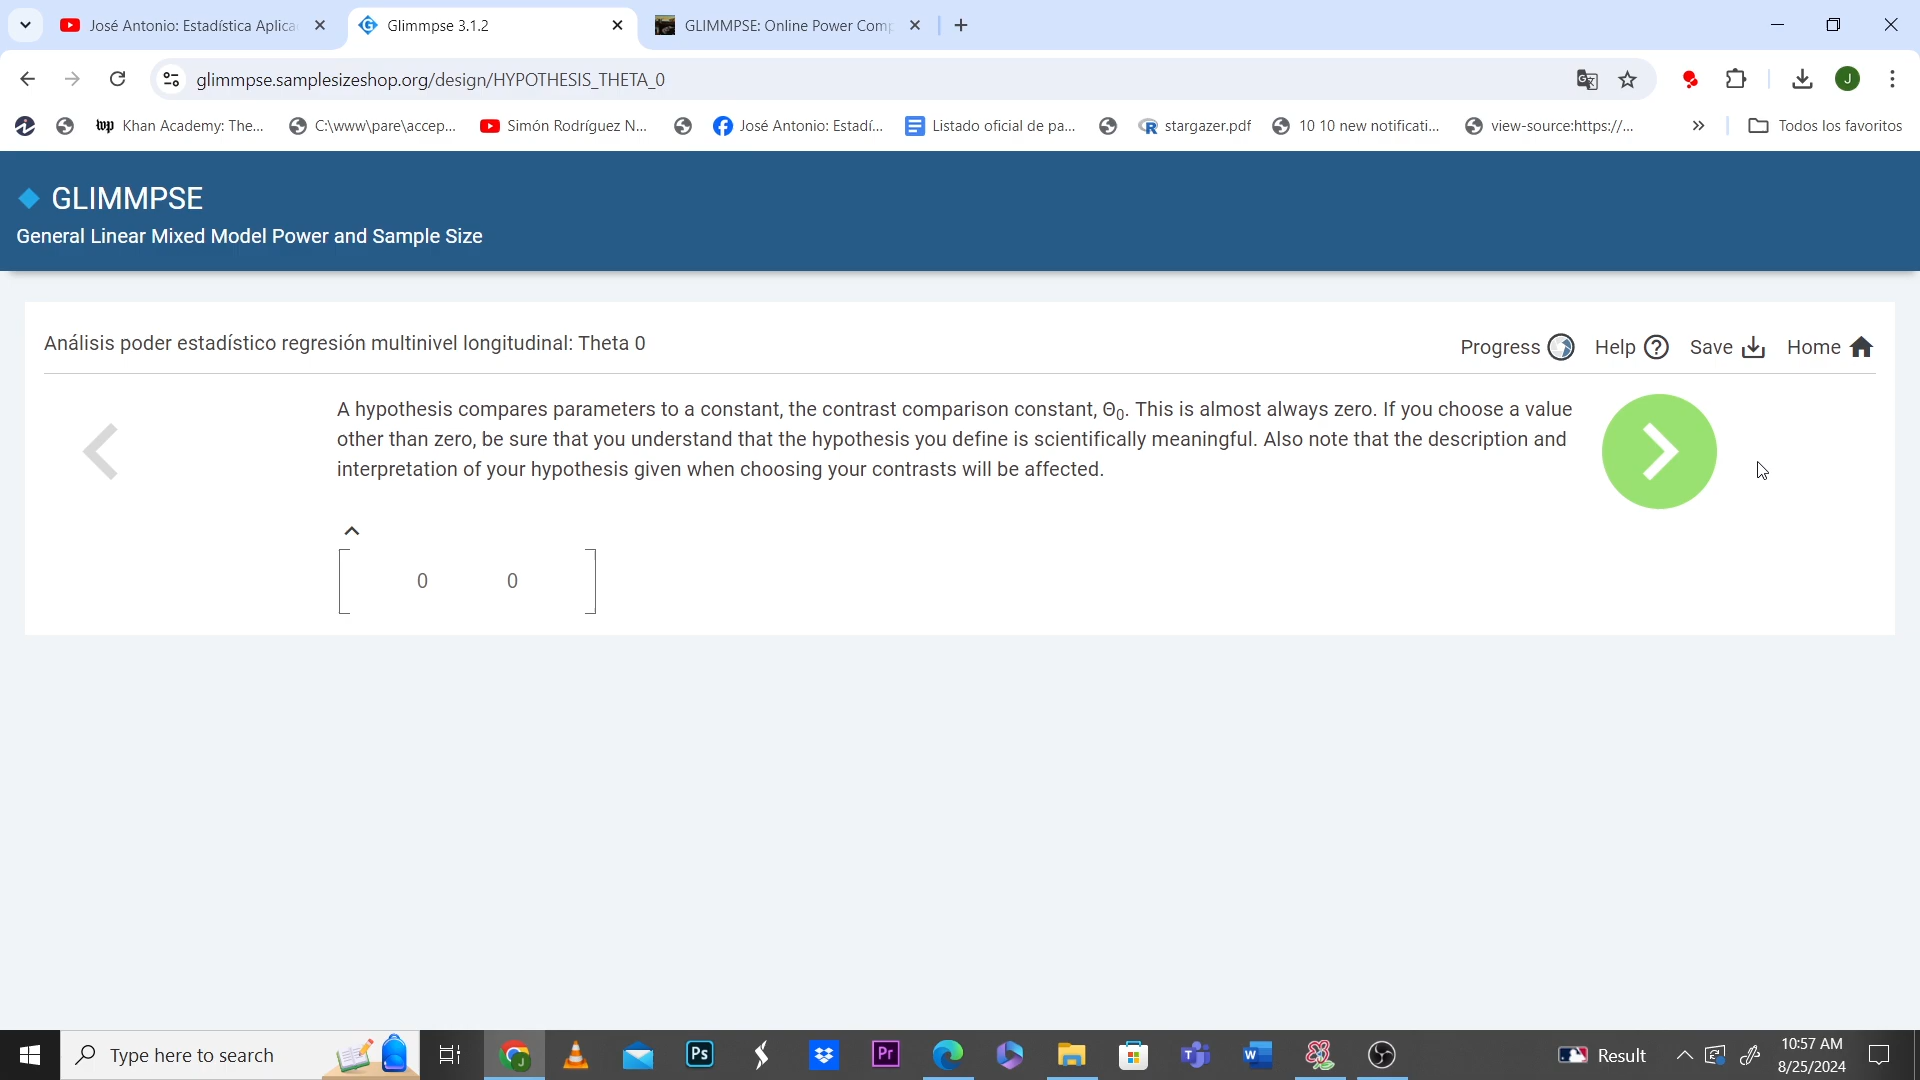 José Antonio: Estadística Aplica
Glimmpse 3.1.2
GLIMMPSE: Online Power Comp
glimmpse.samplesizeshop.org/design/HYPOTHESIS_THETA_0
J
wp Khan Academy: The...
C:\www\pare\accep...
Simón Rodríguez N...
José Antonio: Estadí...
Listado oficial de pa...
stargazer.pdf
10 10 new notificati...
view-source:https://...
Todos los favoritos
GLIMMPSE
General Linear Mixed Model Power and Sample Size
Análisis poder estadístico regresión multinivel longitudinal: Theta 0
Progress
Help
Save
Home
A hypothesis compares parameters to a constant, the contrast comparison constant, Θ₀. This is almost always zero. If you choose a value
other than zero, be sure that you understand that the hypothesis you define is scientifically meaningful. Also note that the description and
interpretation of your hypothesis given when choosing your contrasts will be affected.
0 0
Type here to search
Ps
Pr
Result
10:57 AM
8/25/2024